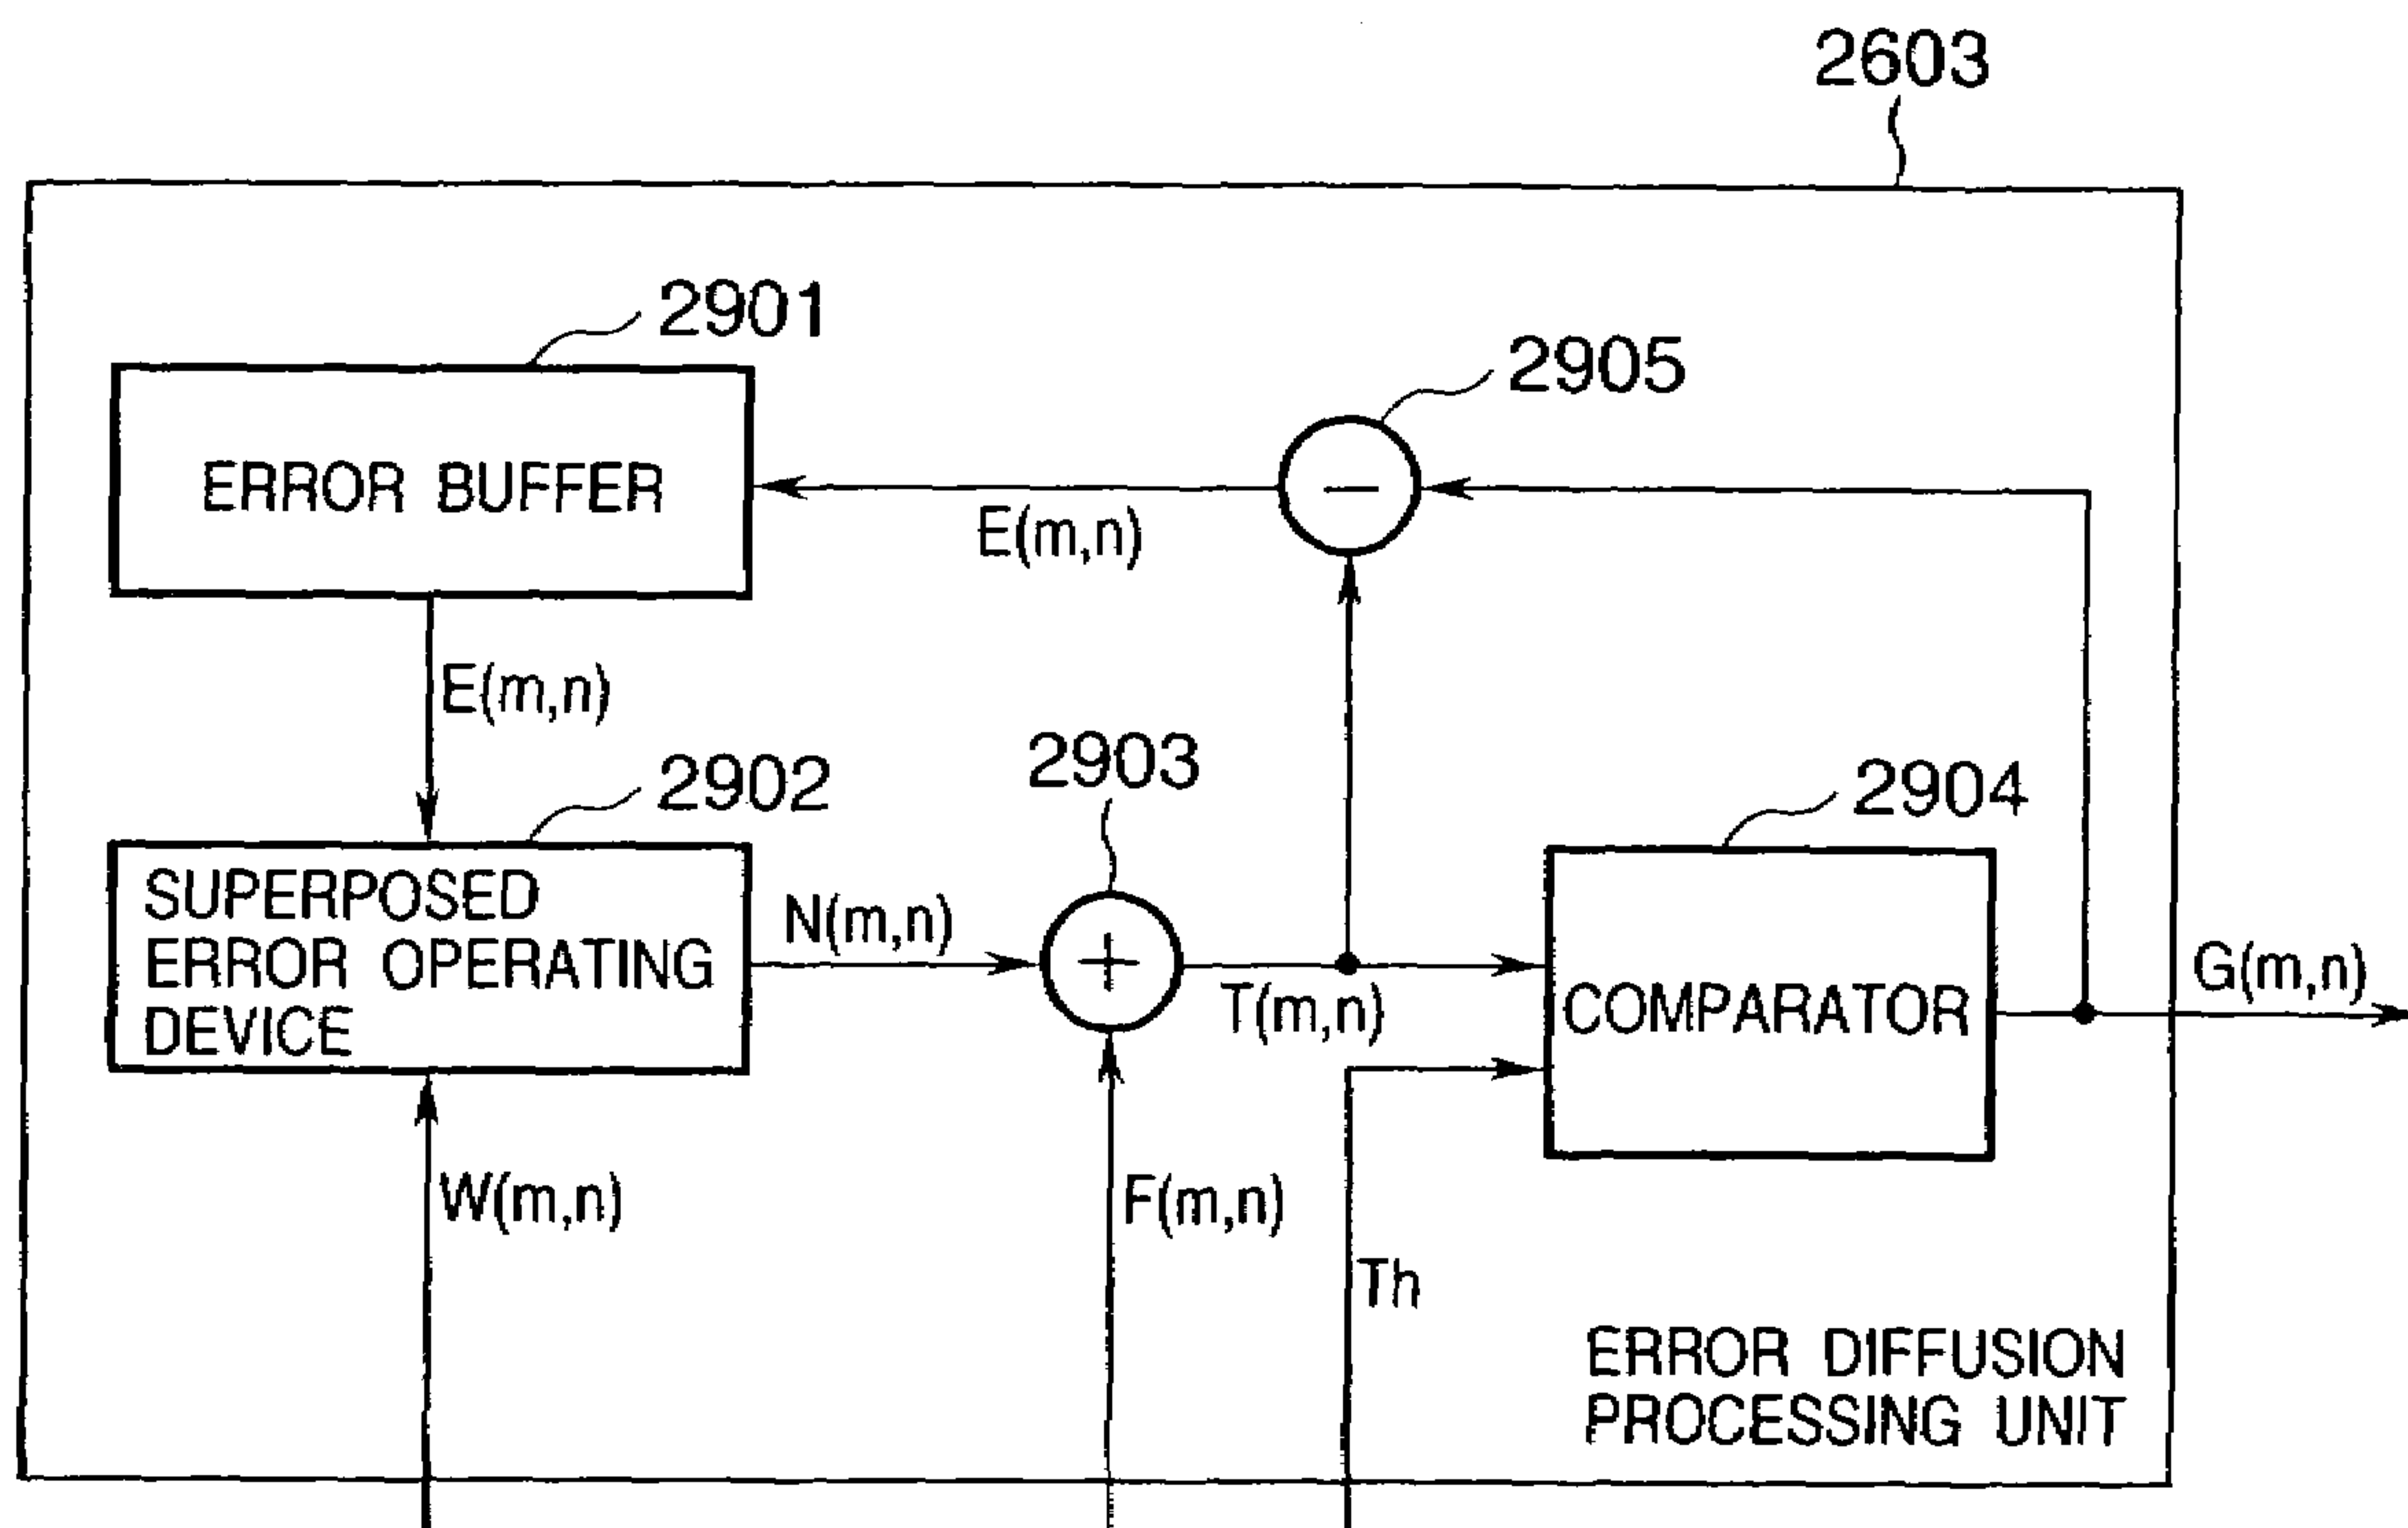 2603
2901
2905
ERROR BUFFER
E(m,n)
E(m,n)
2902
2903
2904
SUPERPOSED
ERROR OPERATING
DEVICE
N(m,n)
+
−
T(m,n)
COMPARATOR
G(m,n)
W(m,n)
F(m,n)
Th
ERROR DIFFUSION
PROCESSING UNIT